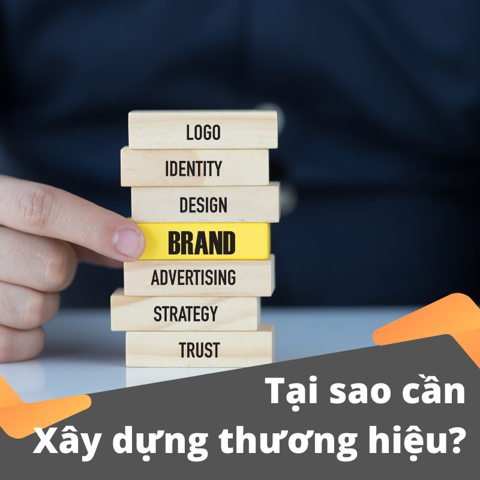 LOGO
IDENTITY
DESIGN
BRAND
ADVERTISING
STRATEGY
TRUST
Tại sao cần
Xây dựng thương hiệu?